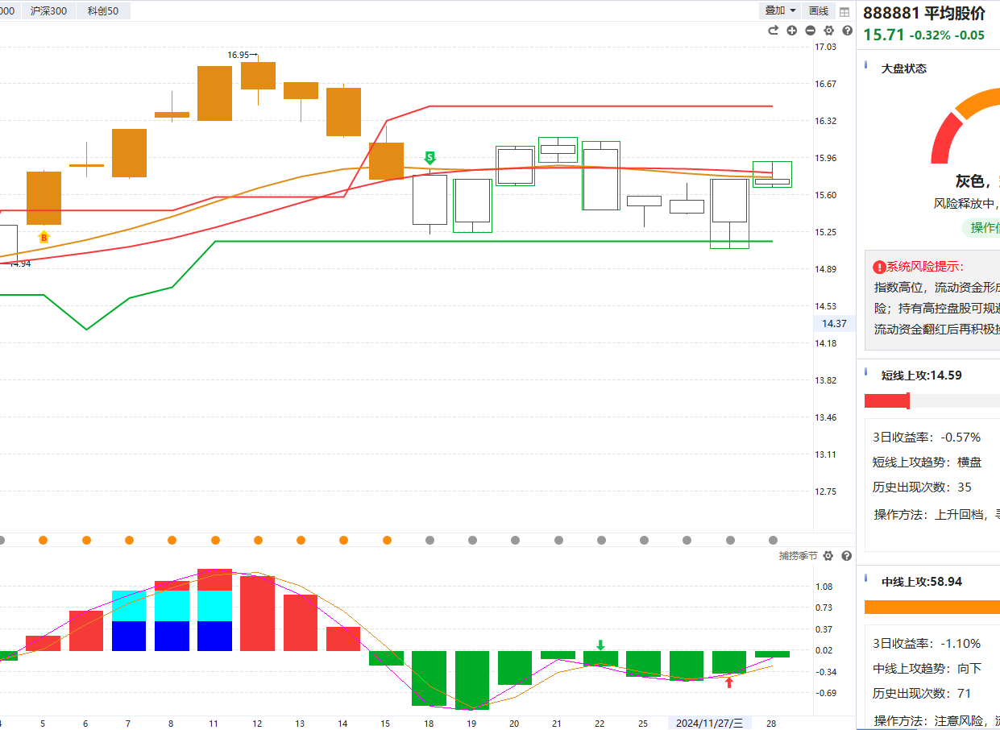 000 沪深300 科创50 叠加 画线
888881 平均股价
15.71 -0.32% -0.05
大盘状态
灰色，
风险释放中，
操作信
系统风险提示：
指数高位，流动资金形成
险；持有高控盘股可规避
流动资金翻红后再积极
短线上攻:14.59
3日收益率：-0.57%
短线上攻趋势：横盘
历史出现次数：35
操作方法：上升回档，
中线上攻:58.94
3日收益率：-1.10%
中线上攻趋势：向下
历史出现次数：71
操作方法：注意风险，
16.95
14.94
B
S
17.03
16.67
16.32
15.96
15.60
15.25
14.89
14.53
14.37
14.18
13.82
13.46
13.11
12.75
捕捞季节
1.08
0.73
0.37
0.02
-0.34
-0.69
4 5 6 7 8 11 12 13 14 15 18 19 20 21 22 25 2024/11/27/三 28